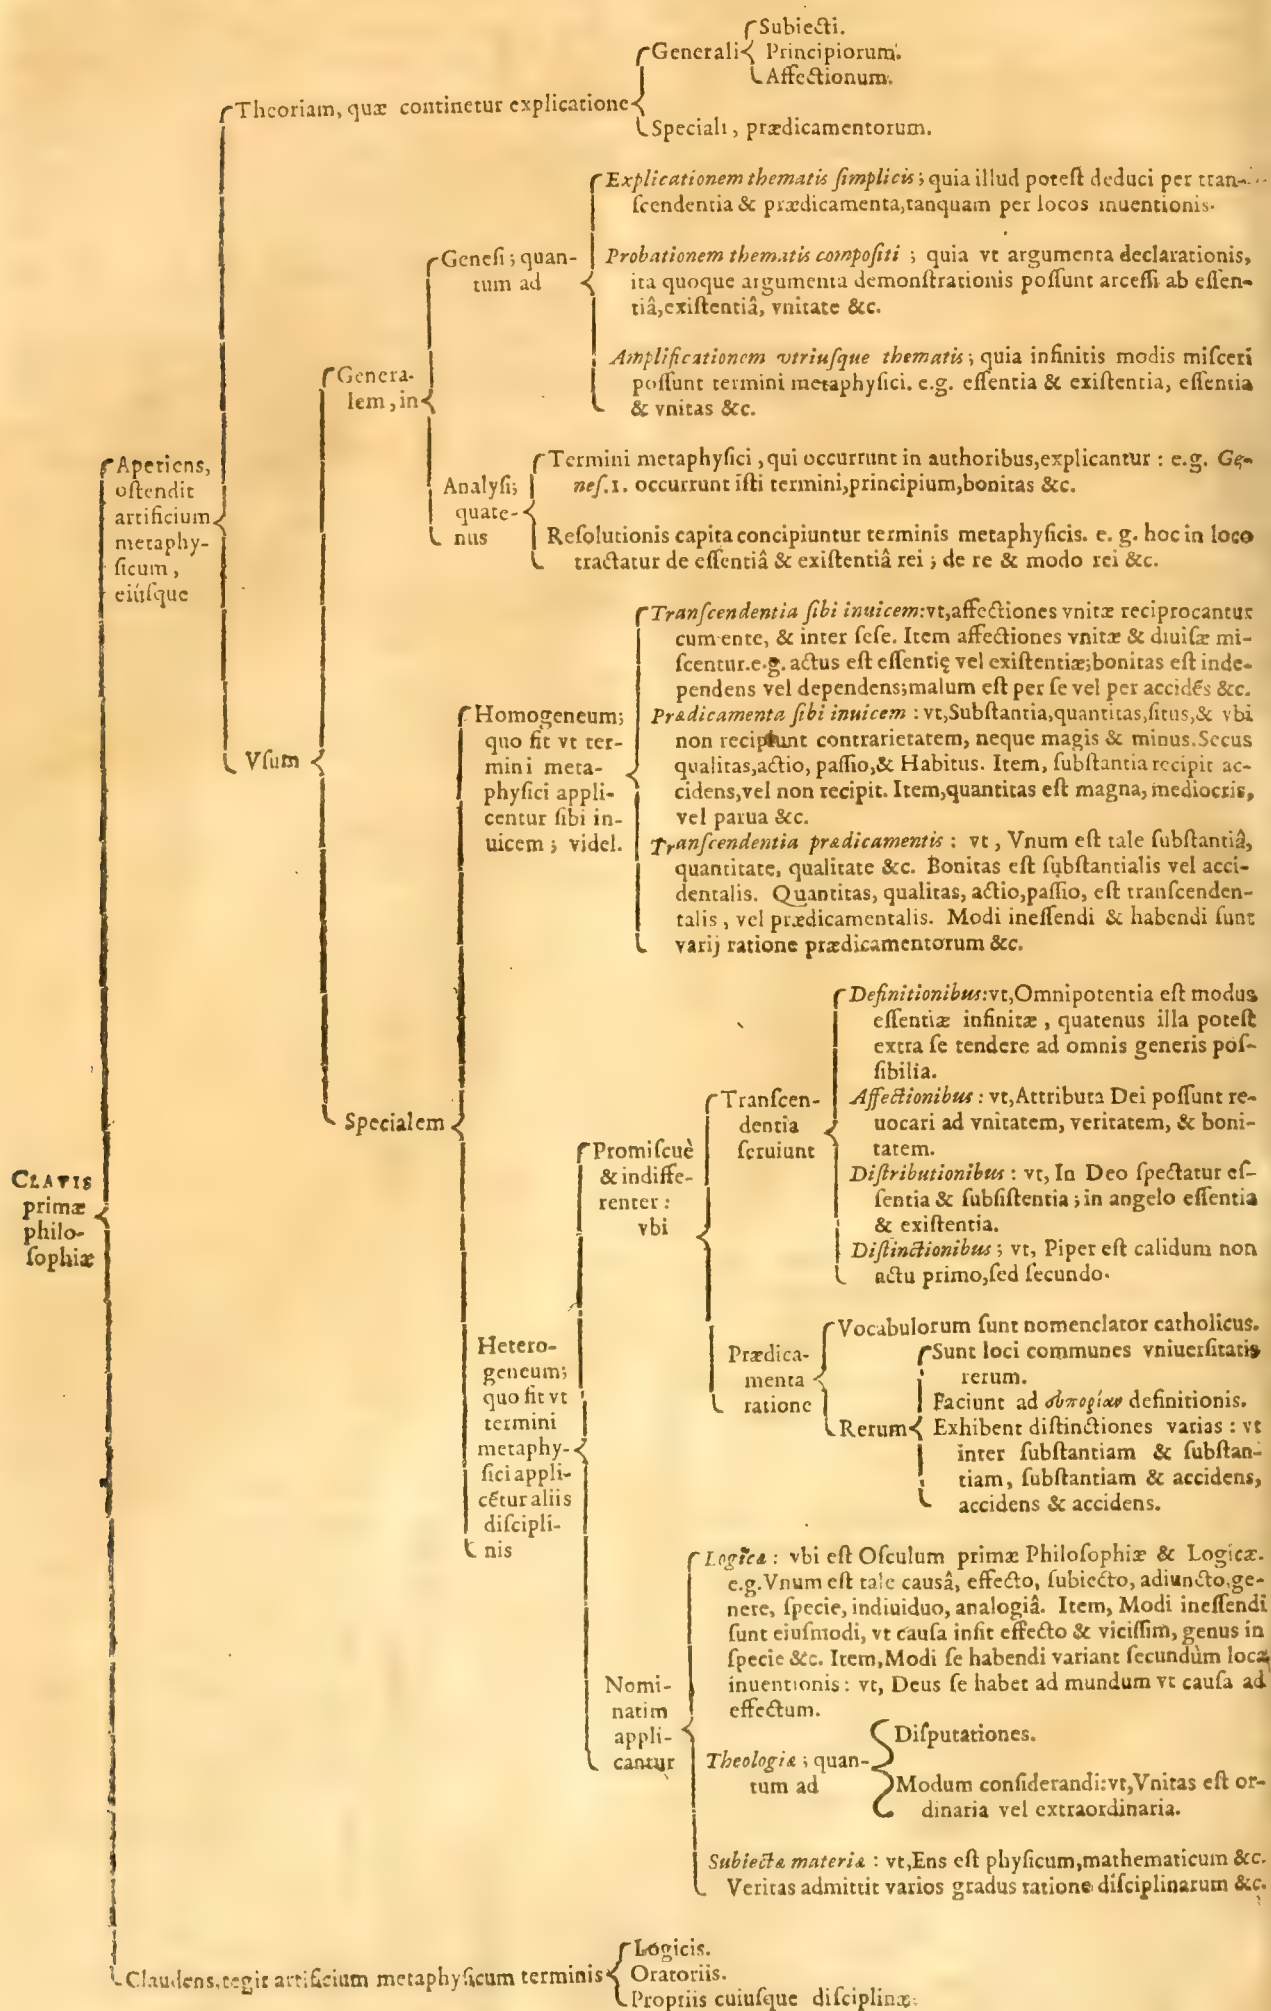 Subiecti.
Generali Principiorum.
Affectionum.
Theoriam, quæ continetur explicatione
Speciali, prædicamentorum.
Explicationem thematis ſimplicis; quia illud poteſt deduci per tran-
ſcendentia & prædicamenta,tanquam per locos inuentionis.
Geneſi; quan-
tum ad
Probationem thematis compoſiti ; quia vt argumenta declarationis,
ita quoque argumenta demonſtrationis poſſunt arceſſi ab eſſen-
tiâ,exiſtentiâ, vnitate &c.
Amplificationem vtriuſque thematis; quia infinitis modis miſceri
poſſunt termini metaphyſici. e.g. eſſentia & exiſtentia, eſſentia
& vnitas &c.
Genera-
lem, in
Analyſi;
quate-
nus
Termini metaphyſici, qui occurrunt in authoribus,explicantur : e.g. Ge-
neſ.1. occurrunt iſti termini,principium,bonitas &c.
Reſolutionis capita concipiuntur terminis metaphyſicis. e. g. hoc in loco
tractatur de eſſentiâ & exiſtentiâ rei ; de re & modo rei &c.
Aperiens,
oſtendit
artificium
metaphy-
ſicum,
eiúſque
Vſum
Tranſcendentia ſibi inuicem:vt,affectiones vnitæ reciprocantur
cum ente, & inter ſeſe. Item affectiones vnitæ & diuiſæ mi-
ſcentur.e.g. actus eſt eſſentię vel exiſtentiæ;bonitas eſt inde-
pendens vel dependens;malum eſt per ſe vel per accidẽs &c.
Homogeneum;
quo fit vt ter-
mini meta-
phyſici appli-
centur ſibi in-
uicem; videl.
Prædicamenta ſibi inuicem : vt,Subſtantia,quantitas,ſitus,& vbi
non recipiunt contrarietatem, neque magis & minus.Secus
qualitas,actio, paſſio,& Habitus. Item, ſubſtantia recipit ac-
cidens,vel non recipit. Item,quantitas eſt magna, mediocris,
vel parua &c.
Tranſcendentia prædicamentis : vt, Vnum eſt tale ſubſtantiâ,
quantitate, qualitate &c. Bonitas eſt ſubſtantialis vel acci-
dentalis. Quantitas, qualitas, actio,paſſio, eſt tranſcenden-
talis, vel prædicamentalis. Modi ineſſendi & habendi ſunt
varij ratione prædicamentorum &c.
Specialem
Promiſcuè
& indiffe-
renter :
vbi
Tranſcen-
dentia
ſeruiunt
Definitionibus:vt,Omnipotentia eſt modus
eſſentiæ infinitæ, quatenus illa poteſt
extra ſe tendere ad omnis generis poſ-
ſibilia.
Affectionibus : vt,Attributa Dei poſſunt re-
uocari ad vnitatem, veritatem, & boni-
tatem.
Diſtributionibus : vt, In Deo ſpectatur eſ-
ſentia & ſubſiſtentia; in angelo eſſentia
& exiſtentia.
Diſtinctionibus; vt, Piper eſt calidum non
actu primo,ſed ſecundo.
CLAVIS
primæ
philo-
ſophiæ
Hetero-
geneum;
quo fit vt
termini
metaphy-
ſici appli-
cẽtur aliis
diſcipli-
nis
Prædica-
menta
ratione
Vocabulorum ſunt nomenclator catholicus.
Rerum
Sunt loci communes vniuerſitatis
rerum.
Faciunt ad definitionis.
Exhibent diſtinctiones varias : vt
inter ſubſtantiam & ſubſtan-
tiam, ſubſtantiam & accidens,
accidens & accidens.
Nomi-
natim
appli-
cantur
Logicæ : vbi eſt Oſculum primæ Philoſophiæ & Logicæ.
e.g.Vnum eſt tale cauſâ, effecto, ſubiecto, adiuncto,ge-
nere, ſpecie, indiuiduo, analogiâ. Item, Modi ineſſendi
ſunt eiuſmodi, vt cauſa inſit effecto & viciſſim, genus in
ſpecie &c. Item,Modi ſe habendi variant ſecundùm loca
inuentionis : vt, Deus ſe habet ad mundum vt cauſa ad
effectum.
Theologiæ ; quan-
tum ad
Diſputationes.
Modum conſiderandi:vt,Vnitas eſt or-
dinaria vel extraordinaria.
Subiectæ materiæ : vt,Ens eſt phyſicum,mathematicum &c.
Veritas admittit varios gradus ratione diſciplinarum &c.
Claudens,tegit artificium metaphyſicum terminis
Logicis.
Oratoriis.
Propriis cuiuſque diſciplinæ.